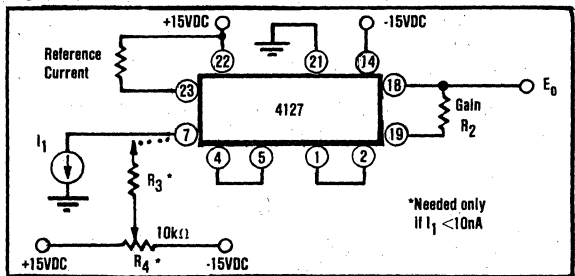 +15VDC
-15VDC
Reference
Current
22
21
14
23
4127
18
E₀
Gain
R₂
7
19
I₁
4
5
1
2
R₃*
*Needed only
if I₁ <10nA
10kΩ
+15VDC
R₄*
-15VDC